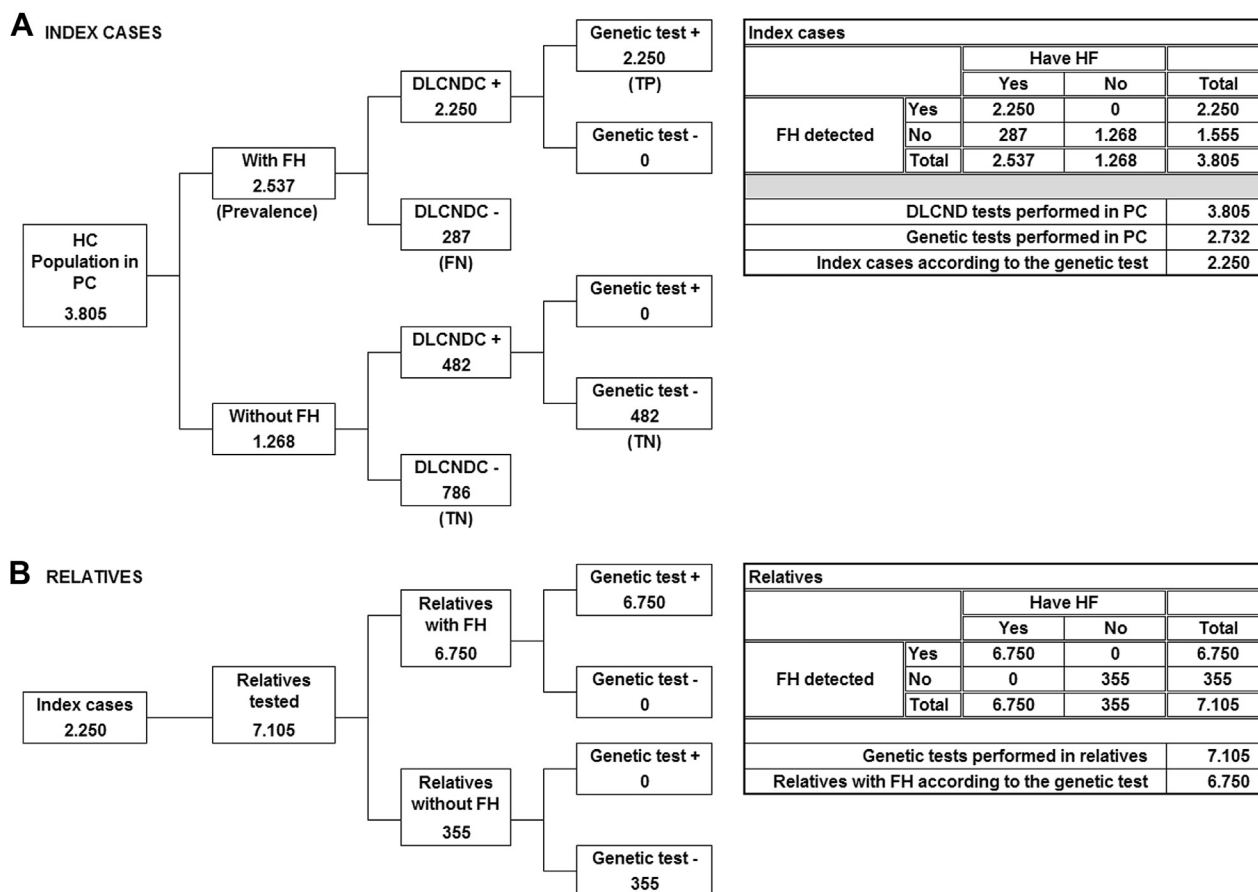 A INDEX CASES
HC
Population in
PC
3.805
With FH
2.537
(Prevalence)
Without FH
1.268
DLCNDC +
2.250
DLCNDC -
287
(FN)
DLCNDC +
482
DLCNDC -
786
(TN)
Genetic test +
2.250
(TP)
Genetic test -
0
Genetic test +
0
Genetic test -
482
(TN)
Index cases
Have HF
Yes No Total
FH detected
Yes 2.250 0 2.250
No 287 1.268 1.555
Total 2.537 1.268 3.805
DLCND tests performed in PC 3.805
Genetic tests performed in PC 2.732
Index cases according to the genetic test 2.250
B RELATIVES
Index cases
2.250
Relatives
tested
7.105
Relatives
with FH
6.750
Relatives
without FH
355
Genetic test +
6.750
Genetic test -
0
Genetic test +
0
Genetic test -
355
Relatives
Have HF
Yes No Total
FH detected
Yes 6.750 0 6.750
No 0 355 355
Total 6.750 355 7.105
Genetic tests performed in relatives 7.105
Relatives with FH according to the genetic test 6.750